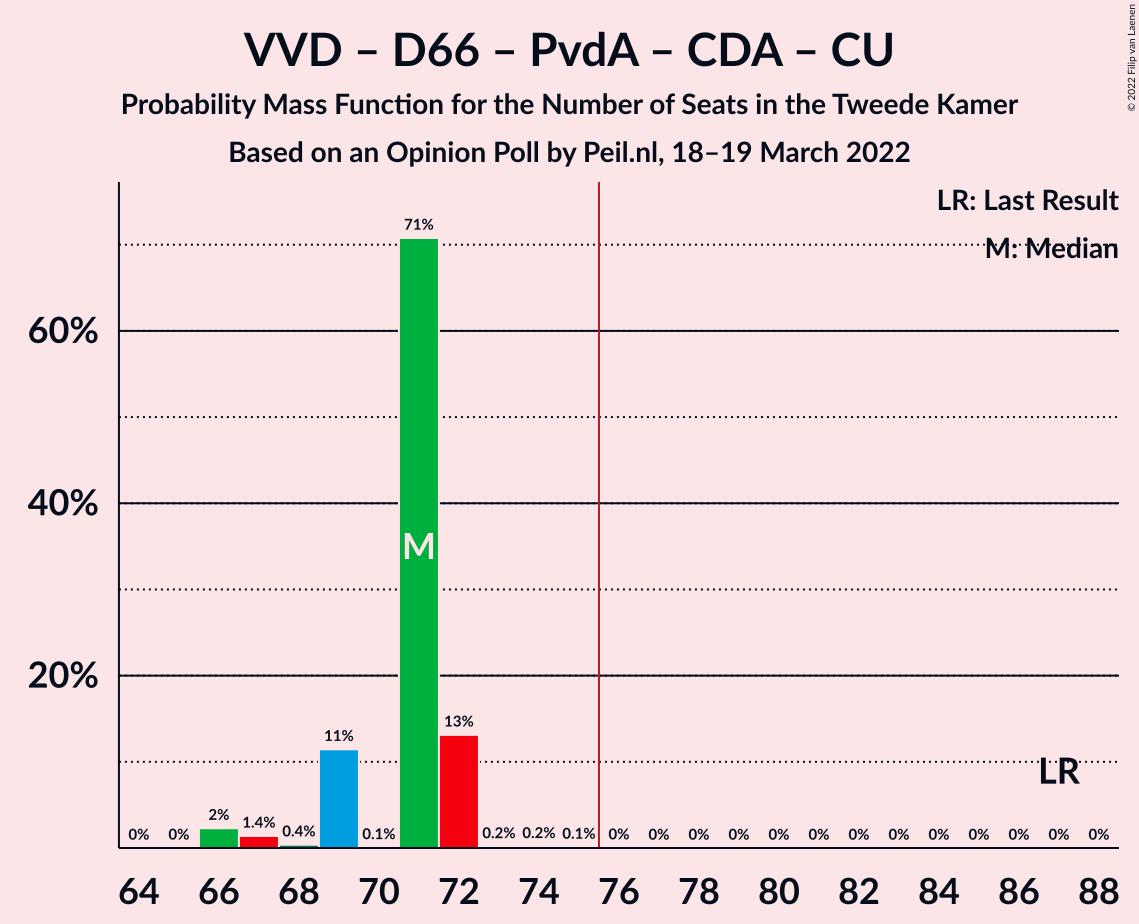 VVD – D66 – PvdA – CDA – CU
Probability Mass Function for the Number of Seats in the Tweede Kamer
Based on an Opinion Poll by Peil.nl, 18–19 March 2022
© 2022 Filip van Laenen
LR: Last Result
M: Median
60%
40%
20%
0% 0% 2% 1.4% 0.4% 11% 0.1% 71% 13% 0.2% 0.2% 0.1% 0% 0% 0% 0% 0% 0% 0% 0% 0% 0% 0% 0% 0%
M
LR
64 66 68 70 72 74 76 78 80 82 84 86 88